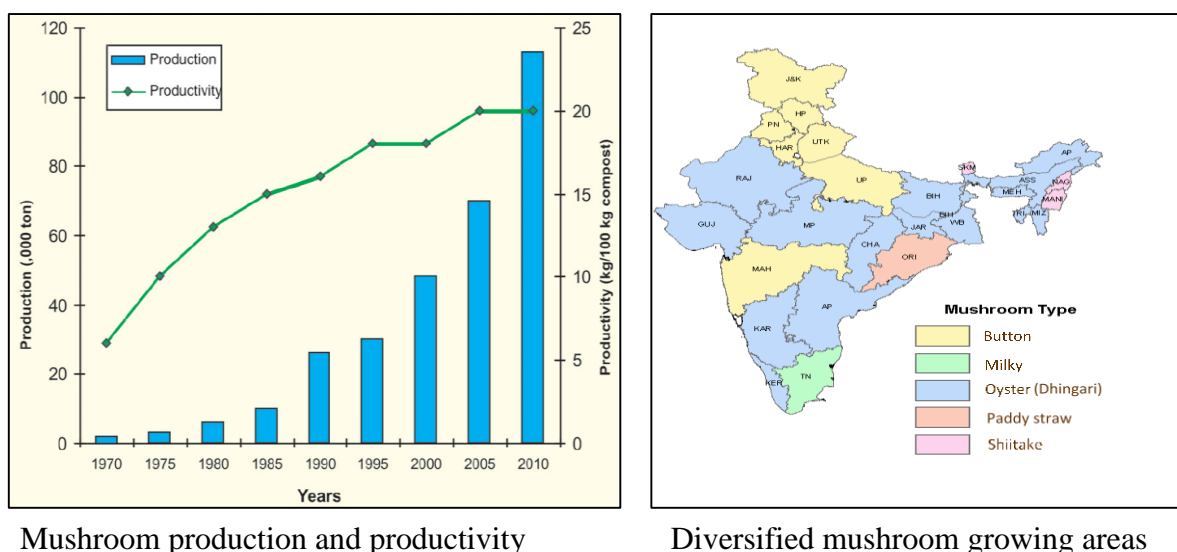 120
100
80
60
40
20
0
Production (,000 ton)
Production
Productivity
25
20
15
10
5
0
Productivity (kg/100 kg compost)
1970 1975 1980 1985 1990 1995 2000 2005 2010
Years
Mushroom production and productivity
J&K
HP
PN
UTK
HAR
UP
RAJ
SKM
AP
ASS
NAG
MEH
MANI
BIH
BIH
TRI
MIZ
GUJ
MP
JAR
WB
CHA
ORI
MAH
AP
KAR
KER
TN
Mushroom Type
Button
Milky
Oyster (Dhingari)
Paddy straw
Shiitake
Diversified mushroom growing areas